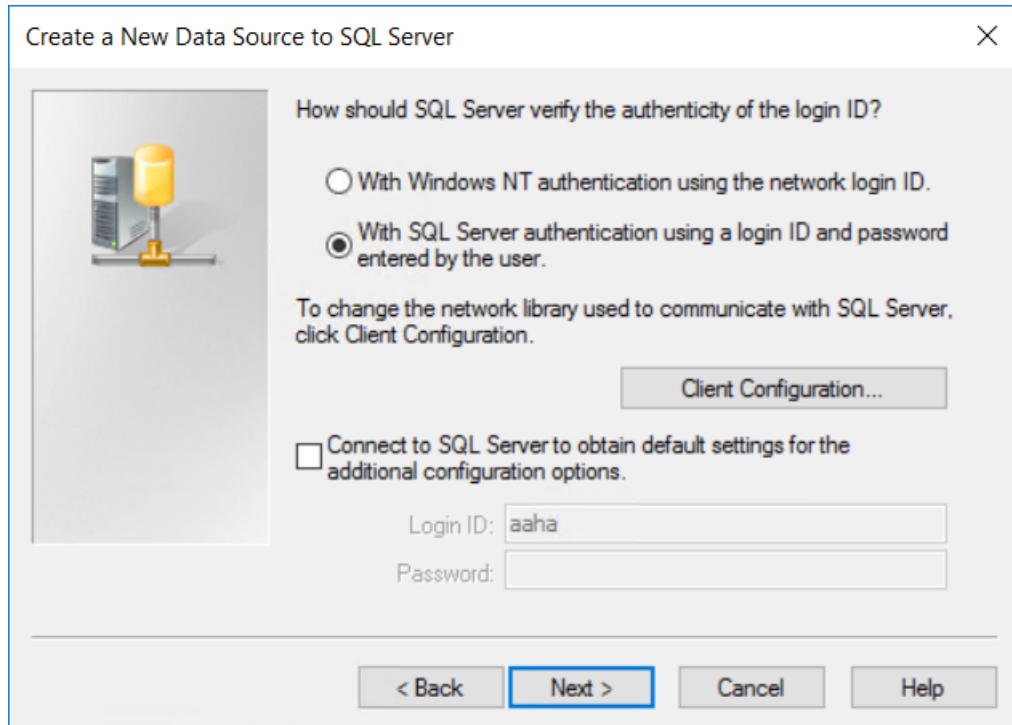 Create a New Data Source to SQL Server
How should SQL Server verify the authenticity of the login ID?
With Windows NT authentication using the network login ID.
With SQL Server authentication using a login ID and password
entered by the user.
To change the network library used to communicate with SQL Server,
click Client Configuration.
Client Configuration...
Connect to SQL Server to obtain default settings for the
additional configuration options.
Login ID: aaha
Password:
< Back Next > Cancel Help